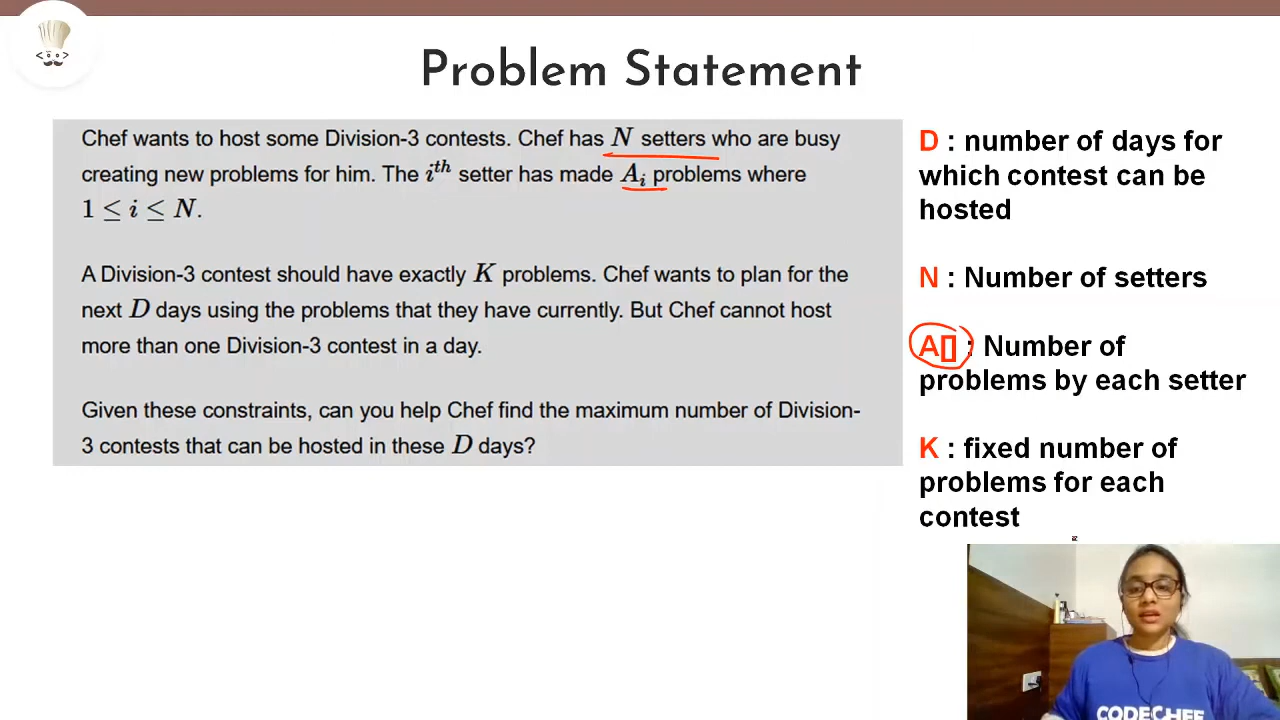 Problem Statement
Chef wants to host some Division-3 contests. Chef has N setters who are busy
creating new problems for him. The i^th setter has made A_i problems where
1 ≤ i ≤ N.
A Division-3 contest should have exactly K problems. Chef wants to plan for the
next D days using the problems that they have currently. But Chef cannot host
more than one Division-3 contest in a day.
Given these constraints, can you help Chef find the maximum number of Division-
3 contests that can be hosted in these D days?
D : number of days for
which contest can be
hosted
N : Number of setters
A[] : Number of
problems by each setter
K : fixed number of
problems for each
contest
CODECHEF